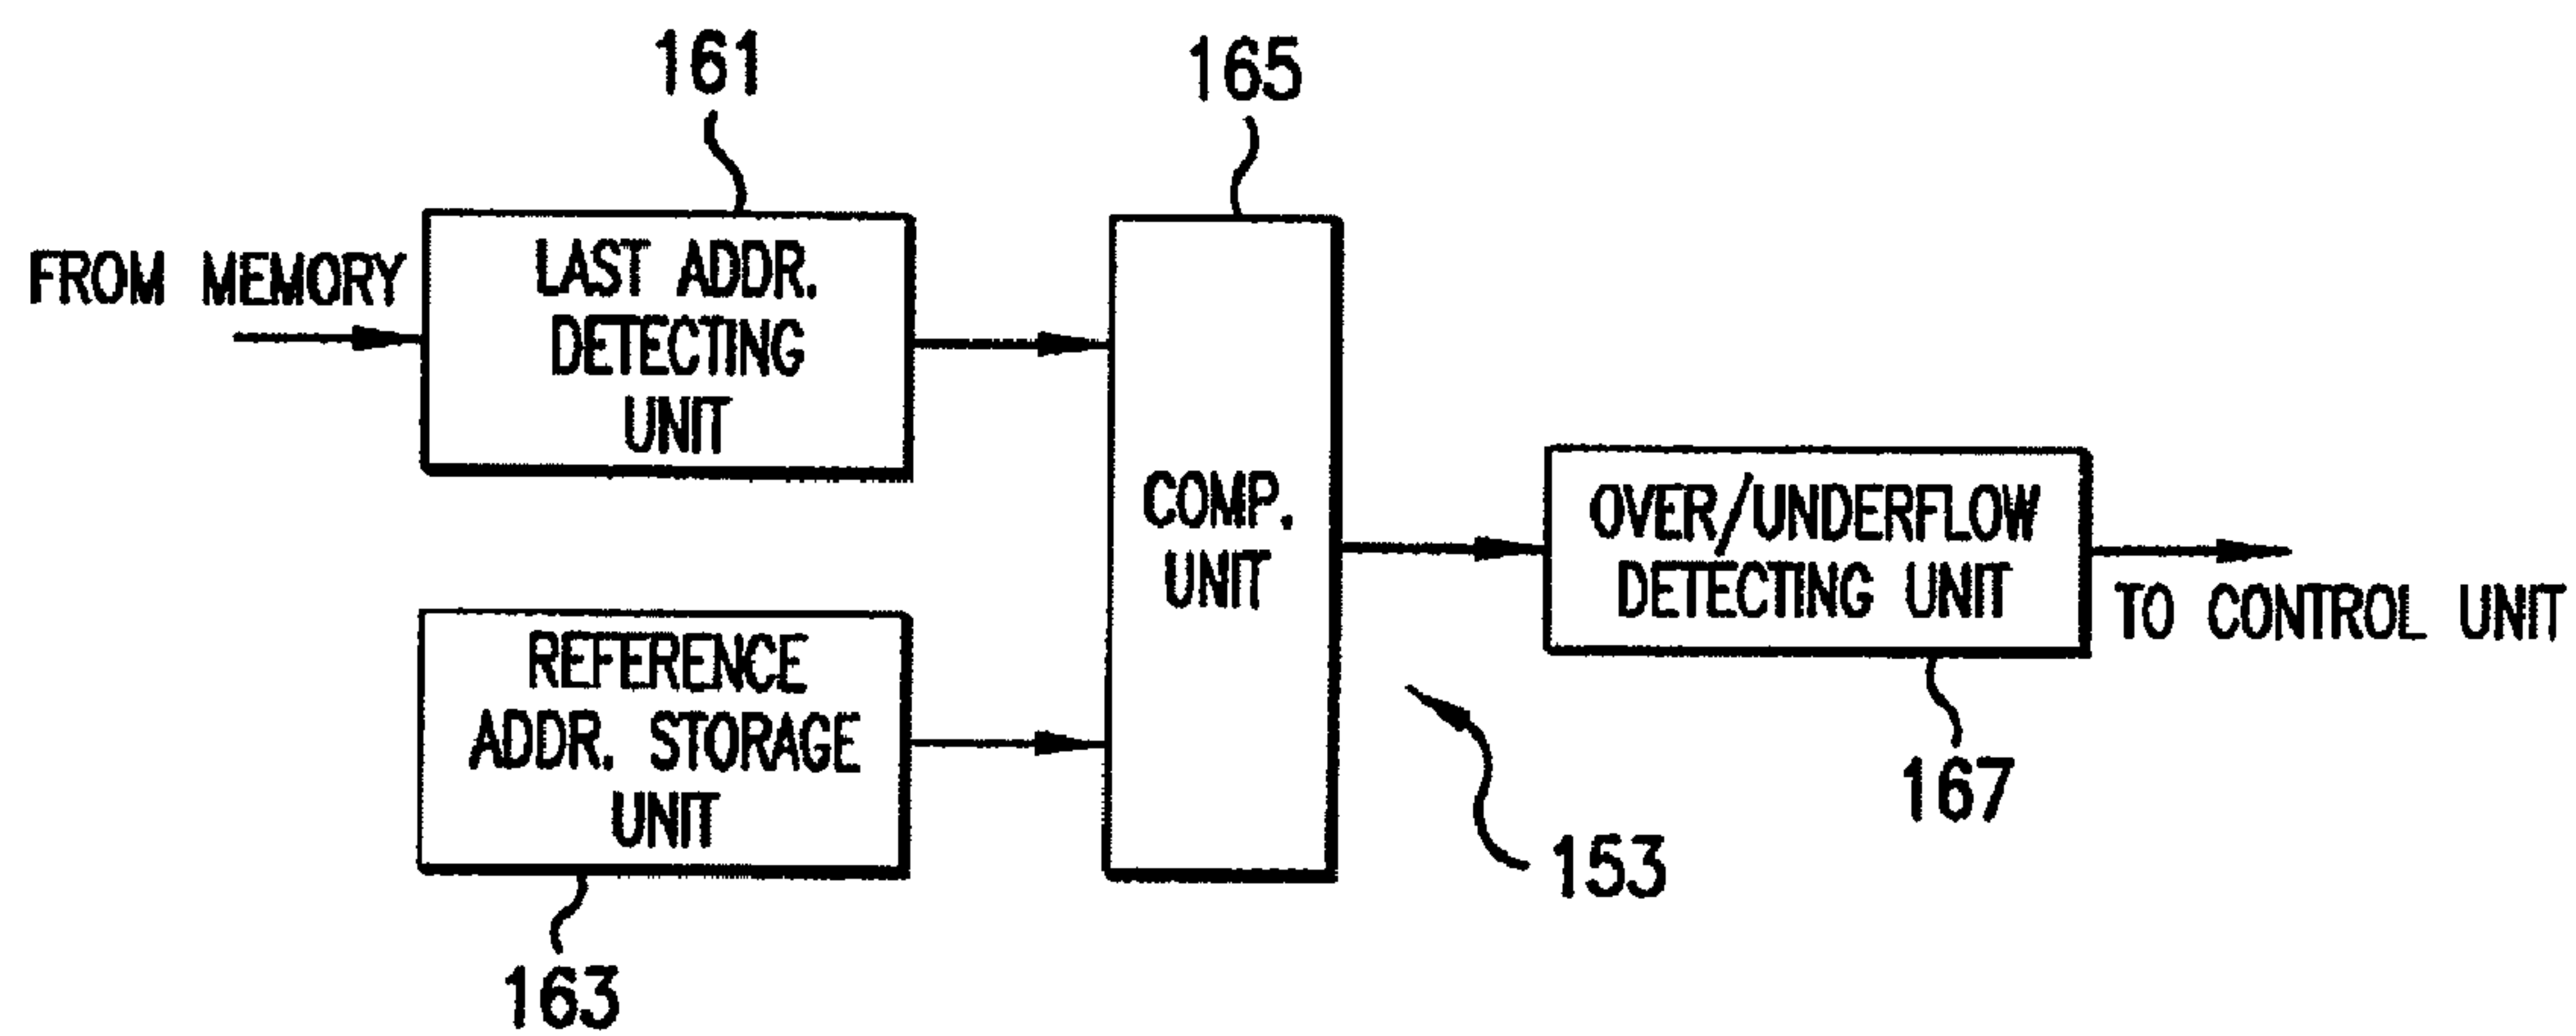 161
165
FROM MEMORY
LAST ADDR.
DETECTING
UNIT
COMP.
UNIT
OVER/UNDERFLOW
DETECTING UNIT
TO CONTROL UNIT
REFERENCE
ADDR. STORAGE
UNIT
167
153
163